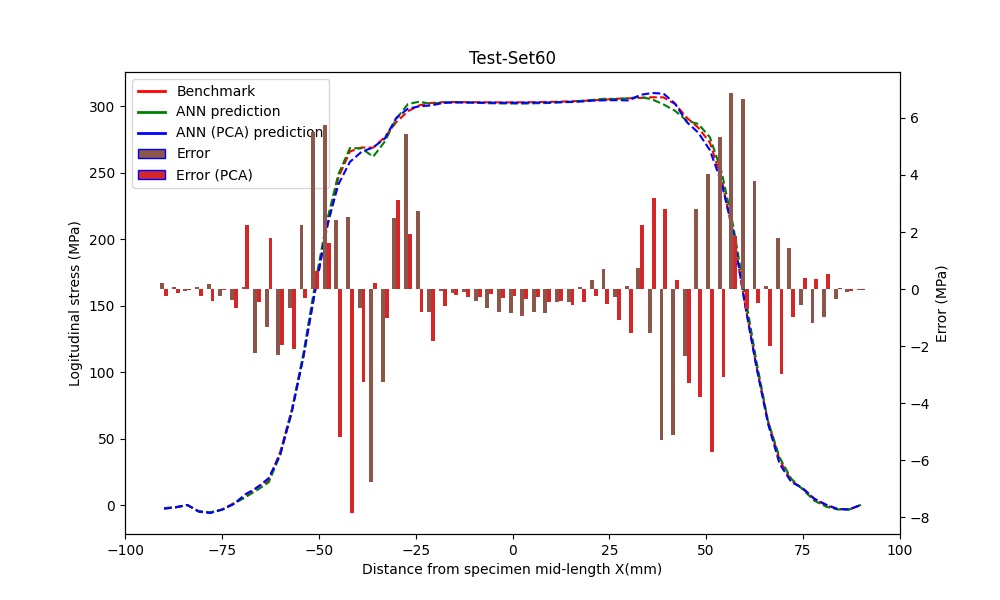 Test-Set60
Benchmark
ANN prediction
ANN (PCA) prediction
Error
Error (PCA)
Logitudinal stress (MPa)
300
250
200
150
100
50
0
6
4
2
0
−2
−4
−6
−8
Error (MPa)
−100 −75 −50 −25 0 25 50 75 100
Distance from specimen mid-length X(mm)